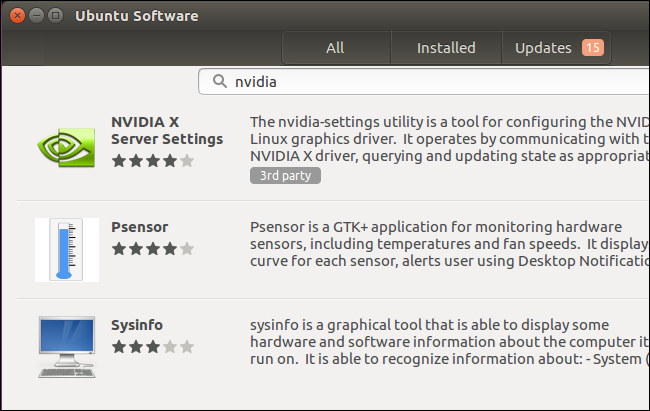 Ubuntu Software
All
Installed
Updates 15
nvidia
NVIDIA X
Server Settings
The nvidia-settings utility is a tool for configuring the
Linux graphics driver. It operates by communicating with
NVIDIA X driver, querying and updating state as
3rd party
Psensor
Psensor is a GTK+ application for monitoring hardware
sensors, including temperatures and fan speeds. It
curve for each sensor, alerts user using Desktop
Sysinfo
sysinfo is a graphical tool that is able to display some
hardware and software information about the computer it
run on. It is able to recognize information about: - System (